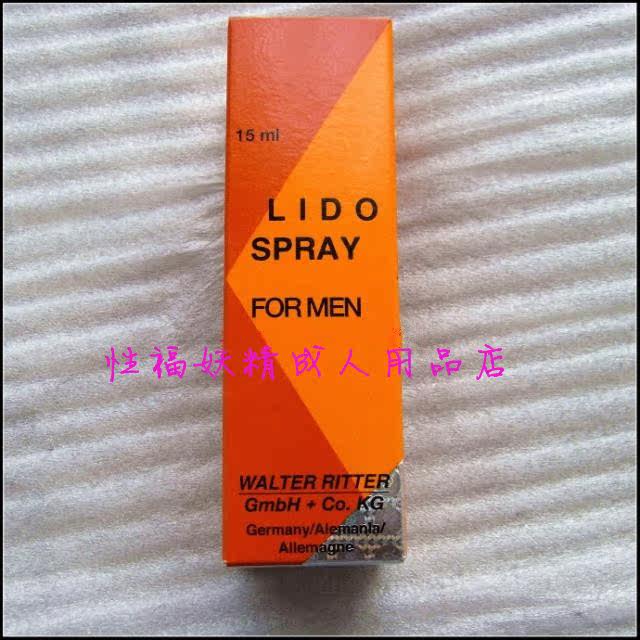 15 ml
LIDO
SPRAY
FOR MEN
性福妖精成人用品店
WALTER RITTER
GmbH + Co. KG
Germany/Alemania/
Allemagne